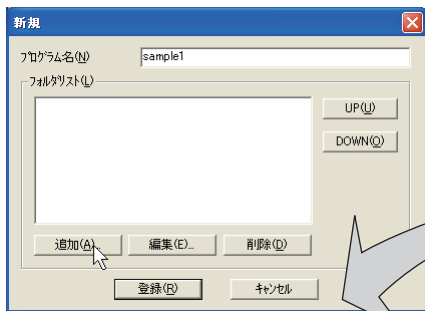 新規
ﾌﾟﾛｸﾞﾗﾑ名(N) sample1
ﾌｫﾙﾀﾞﾘｽﾄ(L)
UP(U)
DOWN(O)
追加(A)...
編集(E)...
削除(D)
登録(R)
ｷｬﾝｾﾙ